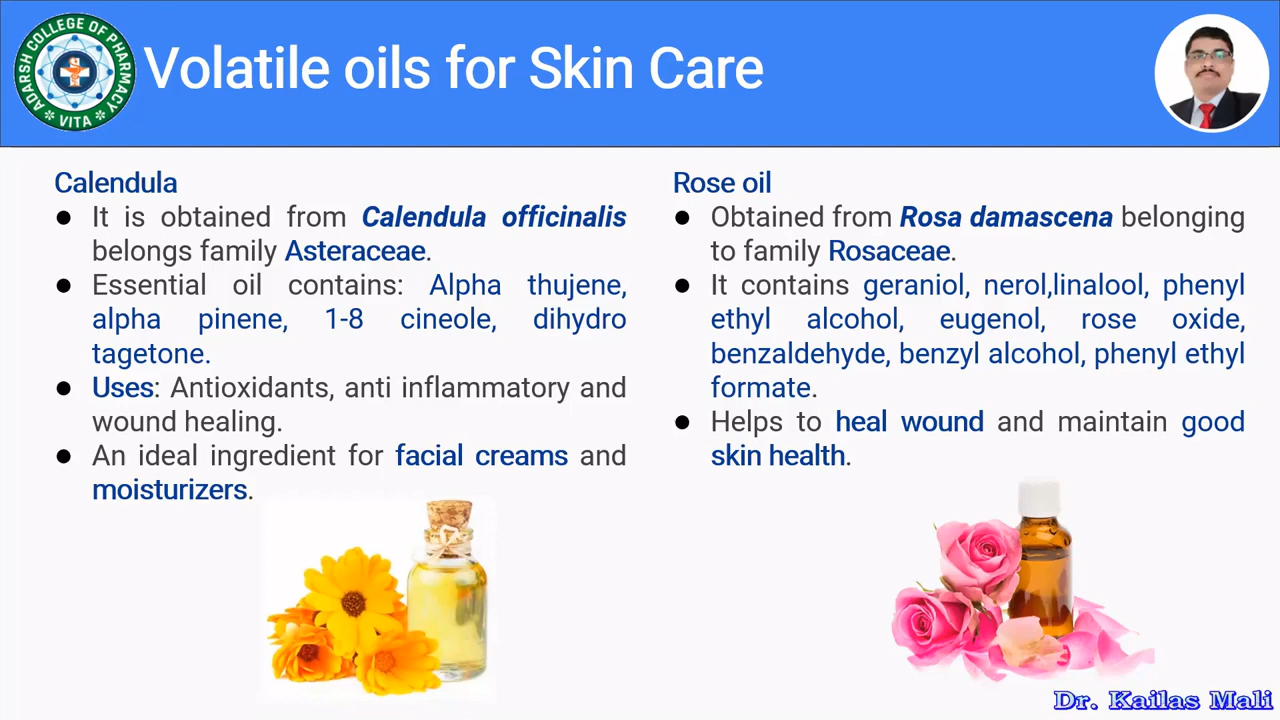 ADARSH COLLEGE OF PHARMACY
VITA
Volatile oils for Skin Care
Calendula
● It is obtained from Calendula officinalis
belongs family Asteraceae.
● Essential oil contains: Alpha thujene,
alpha pinene, 1-8 cineole, dihydro
tagetone.
● Uses: Antioxidants, anti inflammatory and
wound healing.
● An ideal ingredient for facial creams and
moisturizers.
Rose oil
● Obtained from Rosa damascena belonging
to family Rosaceae.
● It contains geraniol, nerol,linalool, phenyl
ethyl alcohol, eugenol, rose oxide,
benzaldehyde, benzyl alcohol, phenyl ethyl
formate.
● Helps to heal wound and maintain good
skin health.
Dr. Kailas Mali